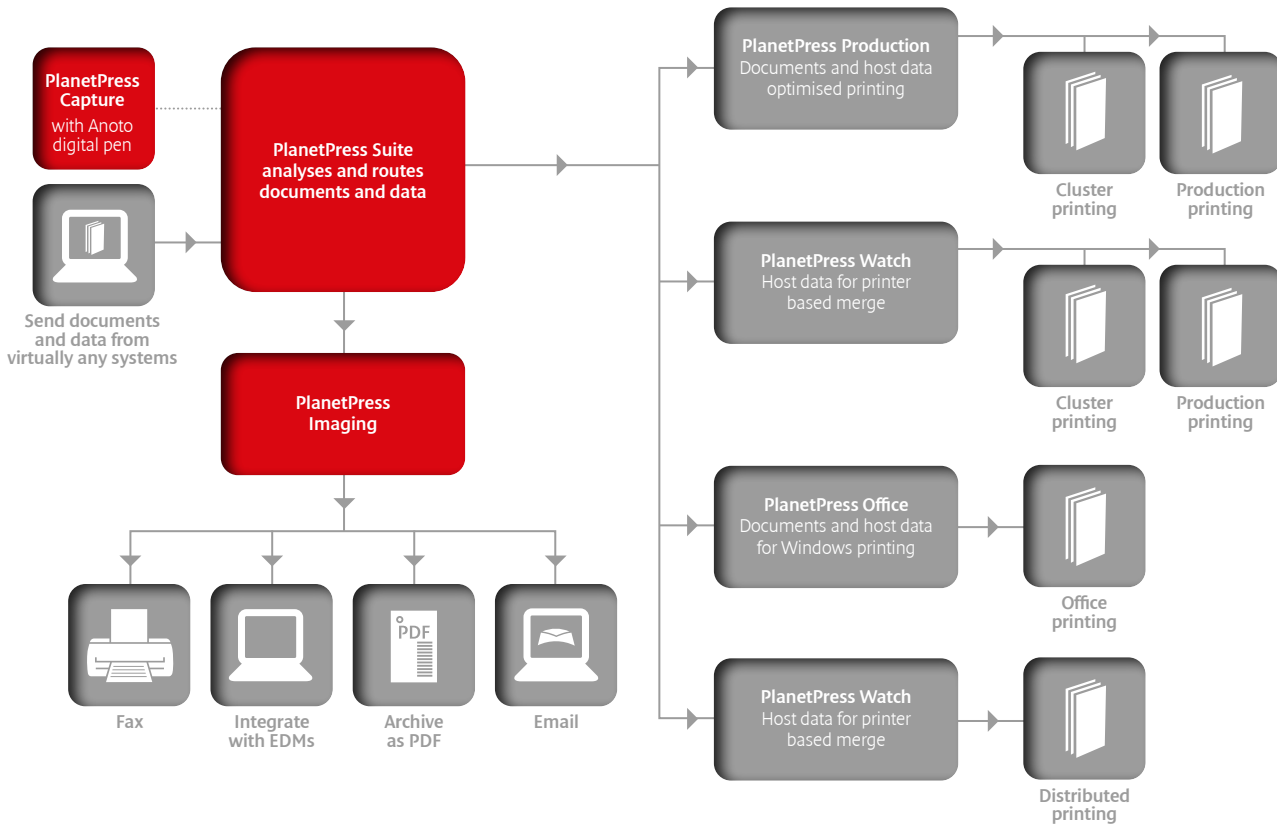 PlanetPress
Capture
with Anoto
digital pen
Send documents
and data from
virtually any systems
PlanetPress Suite
analyses and routes
documents and data
PlanetPress
Imaging
Fax
Integrate
with EDMs
PDF
Archive
as PDF
Email
PlanetPress Production
Documents and host data
optimised printing
Cluster
printing
Production
printing
PlanetPress Watch
Host data for printer
based merge
Cluster
printing
Production
printing
PlanetPress Office
Documents and host data
for Windows printing
Office
printing
PlanetPress Watch
Host data for printer
based merge
Distributed
printing